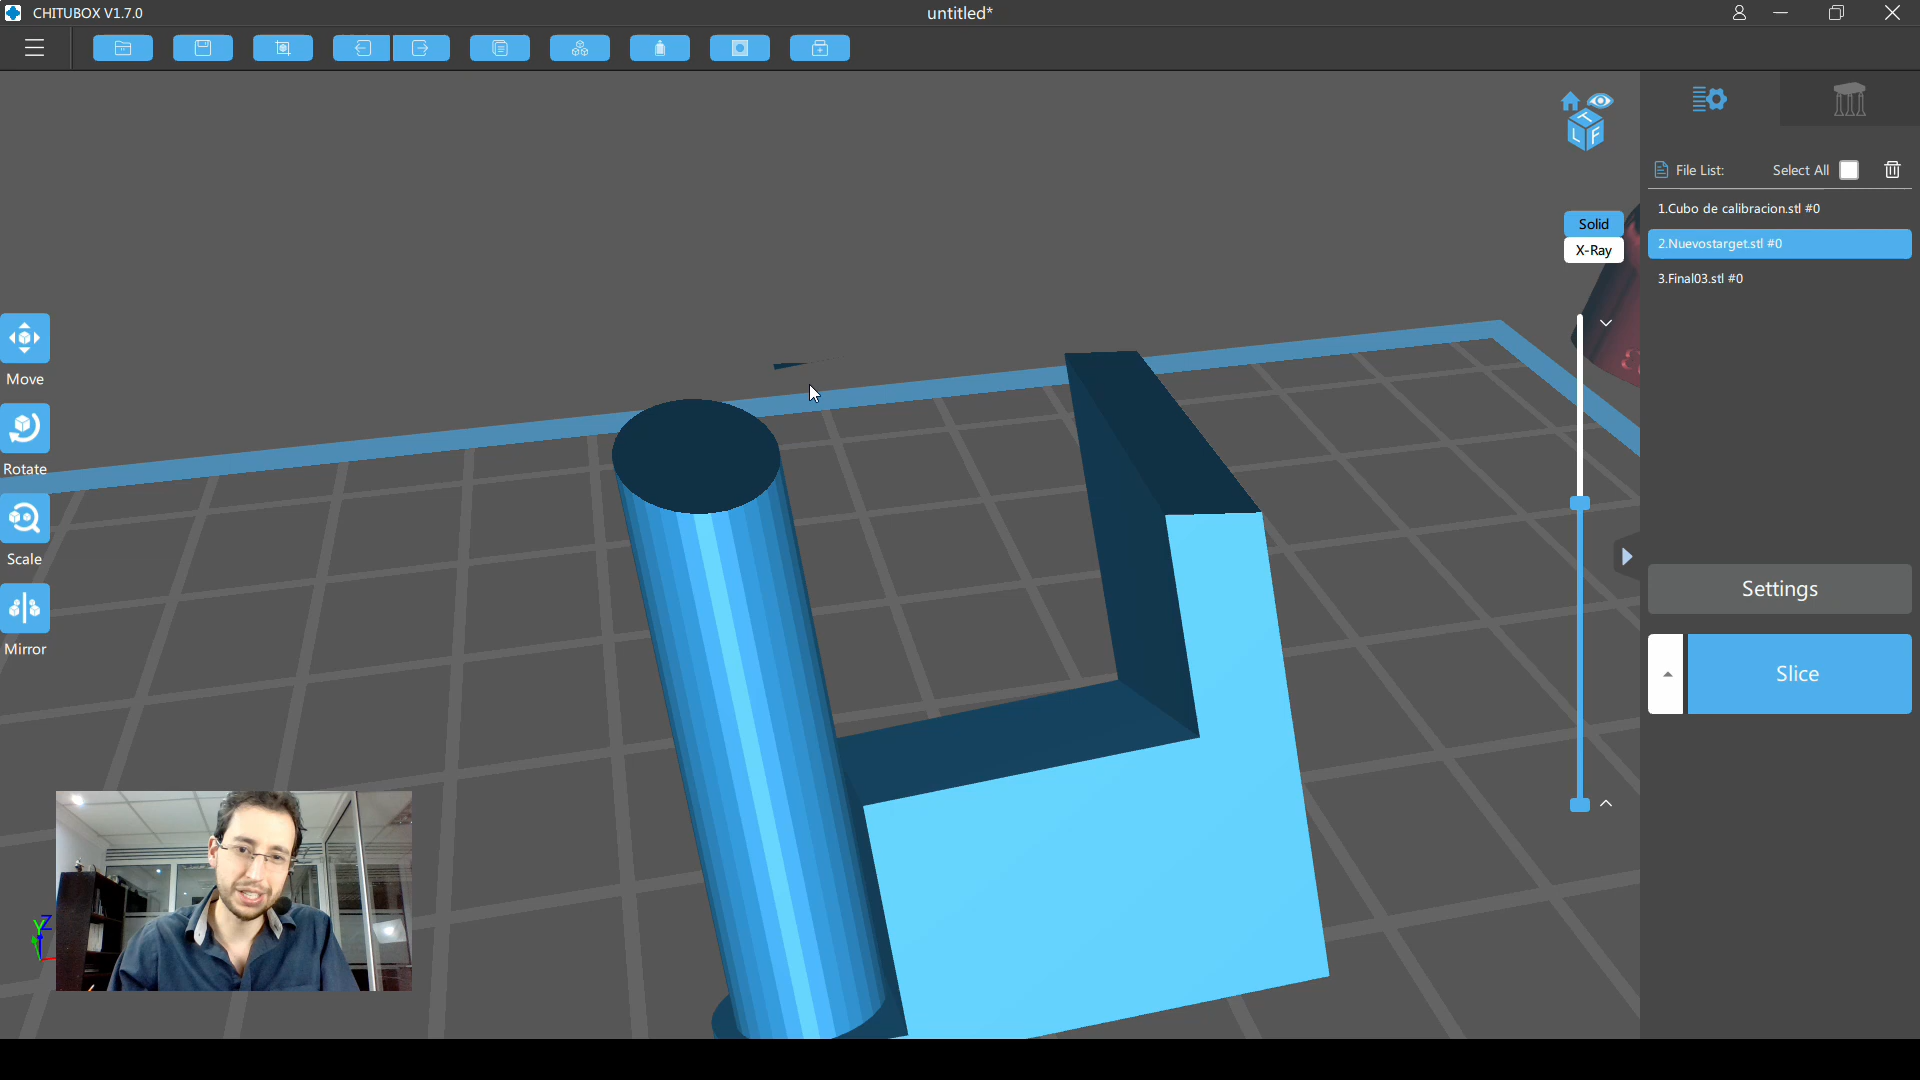 CHITUBOX V1.7.0
untitled*
T
L F
File List:
Select All
1.Cubo de calibracion.stl #0
Solid
2.Nuevostarget.stl #0
X-Ray
3.Final03.stl #0
Move
Rotate
Scale
Settings
Mirror
Slice
Y Z